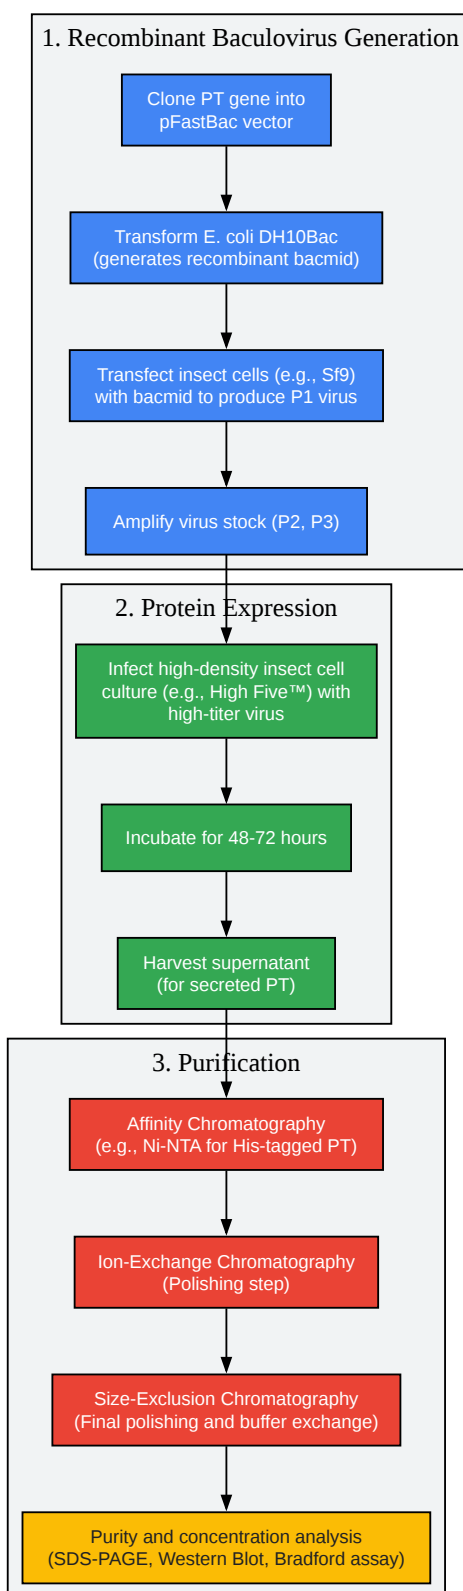 1. Recombinant Baculovirus Generation
Clone PT gene into
pFastBac vector
Transform E. coli DH10Bac
(generates recombinant bacmid)
Transfect insect cells (e.g., Sf9)
with bacmid to produce P1 virus
Amplify virus stock (P2, P3)
2. Protein Expression
Infect high-density insect cell
culture (e.g., High Five™) with
high-titer virus
Incubate for 48-72 hours
Harvest supernatant
(for secreted PT)
3. Purification
Affinity Chromatography
(e.g., Ni-NTA for His-tagged PT)
Ion-Exchange Chromatography
(Polishing step)
Size-Exclusion Chromatography
(Final polishing and buffer exchange)
Purity and concentration analysis
(SDS-PAGE, Western Blot, Bradford assay)